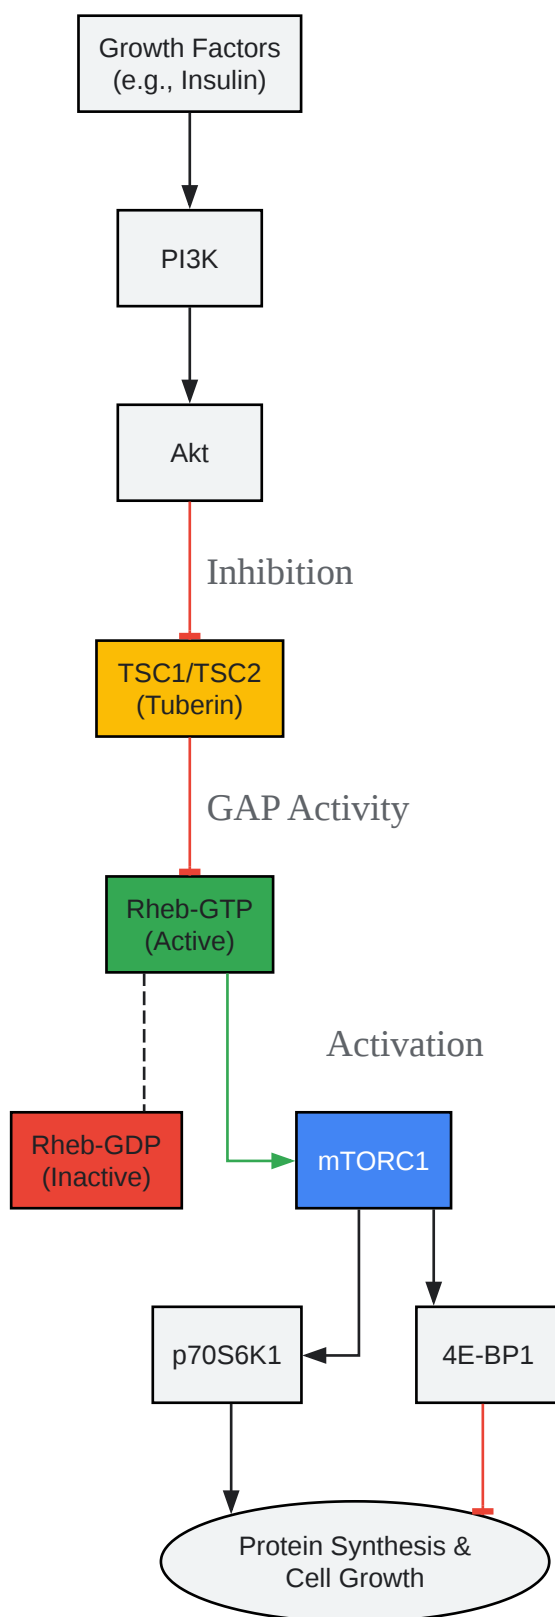 Growth Factors
(e.g., Insulin)
PI3K
Akt
Inhibition
TSC1/TSC2
(Tuberin)
GAP Activity
Rheb-GTP
(Active)
Activation
Rheb-GDP
(Inactive)
mTORC1
p70S6K1
4E-BP1
Protein Synthesis &
Cell Growth